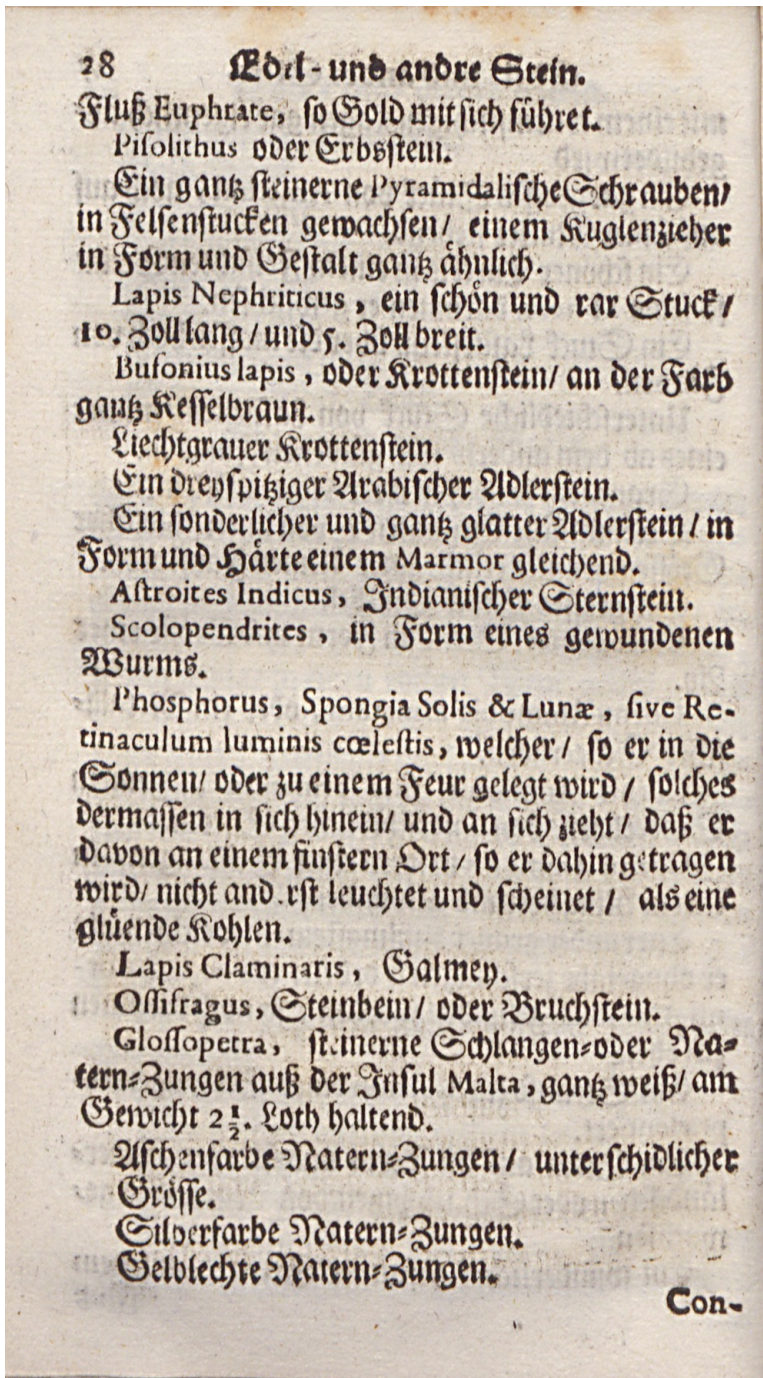 28 Edel- und andre Stein.
Fluß Euphrate, so Gold mit sich führet.
Pisolithus oder Erbsstein.
Ein gantz steinerne Pyramidalische Schrauben/
in Felsenstucken gewachsen/ einem Kuglenzieher
in Form und Gestalt gantz ähnlich.
Lapis Nephriticus, ein schön und rar Stuck/
10. Zoll lang/ und 5. Zoll breit.
Bufonius lapis, oder Krottenstein/ an der Farb
gantz Kesselbraun.
Liechtgrauer Krottenstein.
Ein dreyspitziger Arabischer Adlerstein.
Ein sonderlicher und gantz glatter Adlerstein/ in
Form und Härte einem Marmor gleichend.
Astroites Indicus, Indianischer Sternstein.
Scolopendrites, in Form eines gewundenen
Wurms.
Phosphorus, Spongia Solis & Lunæ, sive Re-
tinaculum luminis cœlestis, welcher/ so er in die
Sonnen/ oder zu einem Feur gelegt wird/ solches
dermassen in sich hinein/ und an sich zieht/ daß er
davon an einem finstern Ort/ so er dahin getragen
wird/ nicht anderst leuchtet und scheinet/ als eine
glüende Kohlen.
Lapis Claminaris, Galmey.
Ossifragus, Steinbein/ oder Bruchstein.
Glossopetra, steinerne Schlangen- oder Na-
tern-Zungen auß der Insul Malta, gantz weiß/ am
Gewicht 2½. Loth haltend.
Aschenfarbe Natern-Zungen/ unterschidlicher
Grösse.
Silberfarbe Natern-Zungen.
Gelblechte Natern-Zungen.
Con-